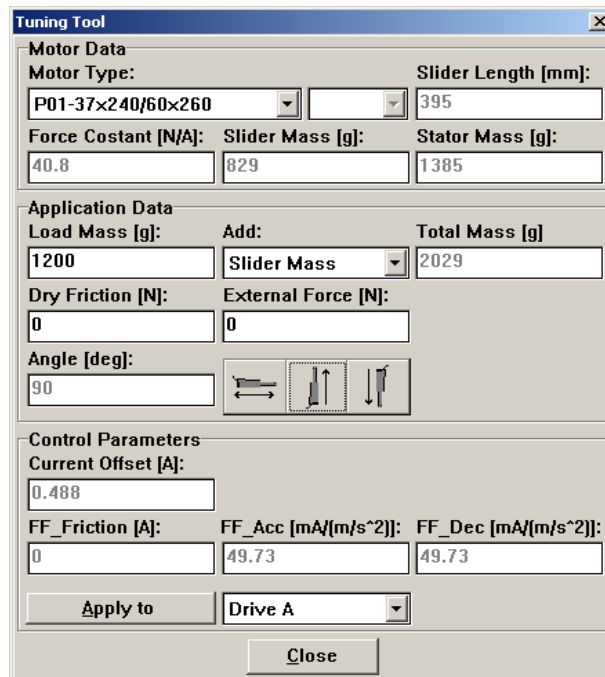 Tuning Tool
Motor Data
Motor Type: Slider Length [mm]:
P01-37x240/60x260 395
Force Costant [N/A]: Slider Mass [g]: Stator Mass [g]:
40.8 829 1385
Application Data
Load Mass [g]: Add: Total Mass [g]
1200 Slider Mass 2029
Dry Friction [N]: External Force [N]:
0 0
Angle [deg]:
90
Control Parameters
Current Offset [A]:
0.488
FF_Friction [A]: FF_Acc [mA/(m/s^2)]: FF_Dec [mA/(m/s^2)]:
0 49.73 49.73
Apply to Drive A
Close